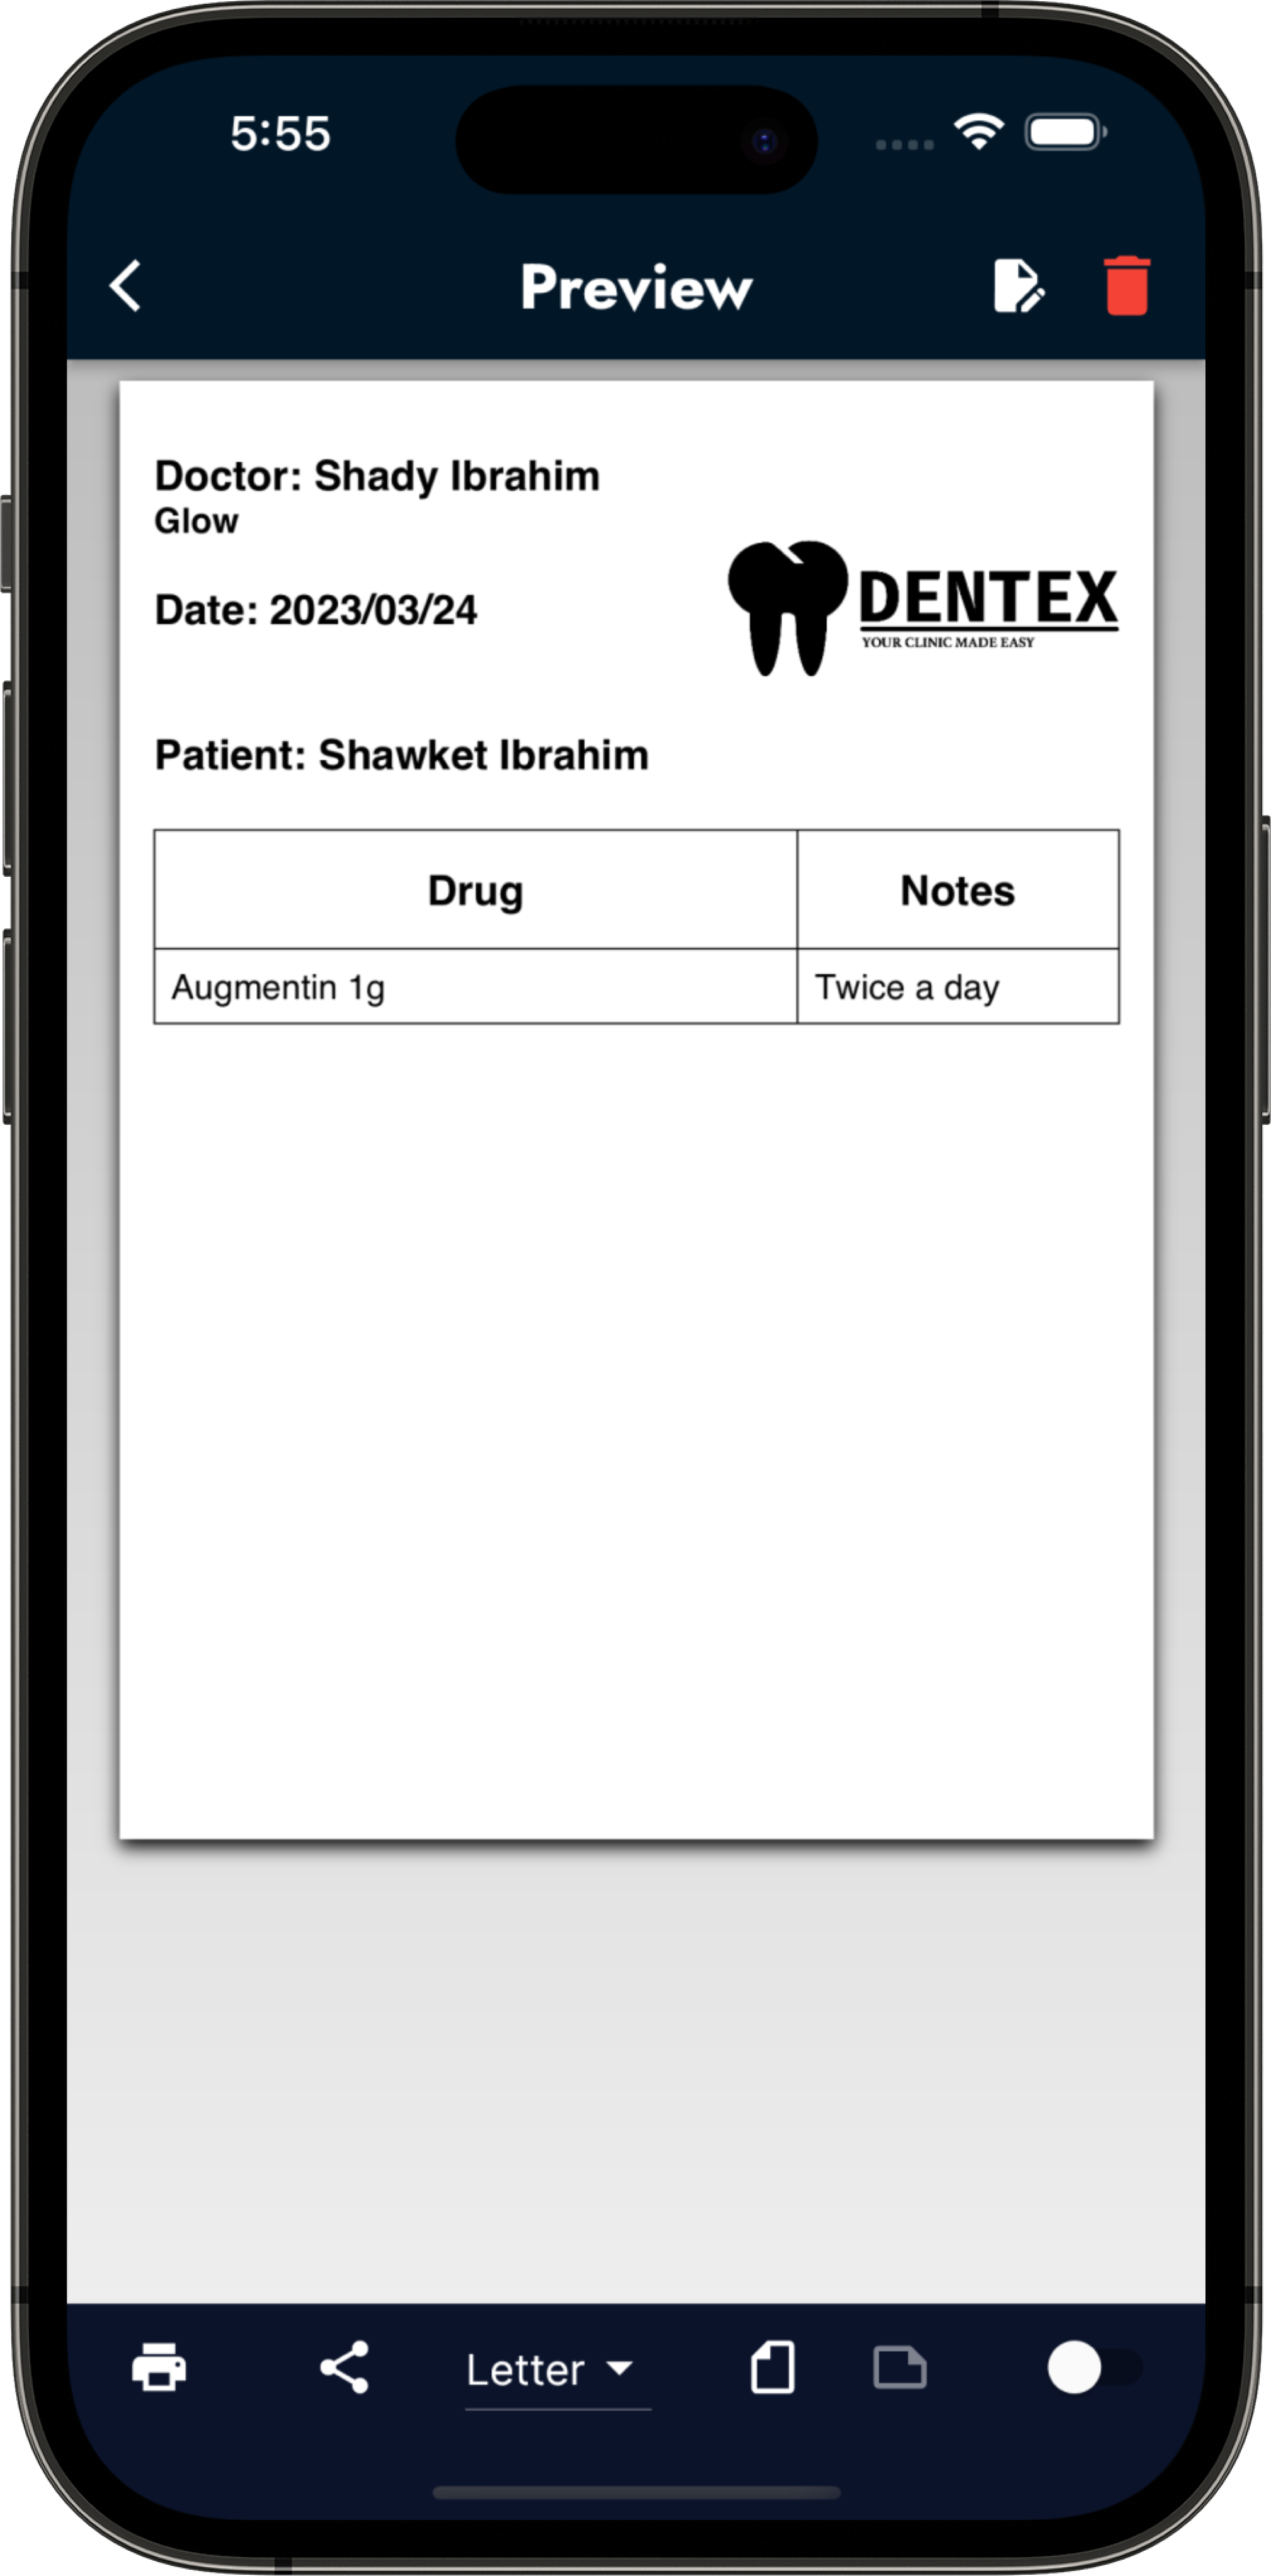 5:55
Preview
Doctor: Shady Ibrahim
Glow
Date: 2023/03/24
DENTEX
YOUR CLINIC MADE EASY
Patient: Shawket Ibrahim
Drug Notes
Augmentin 1g Twice a day
Letter